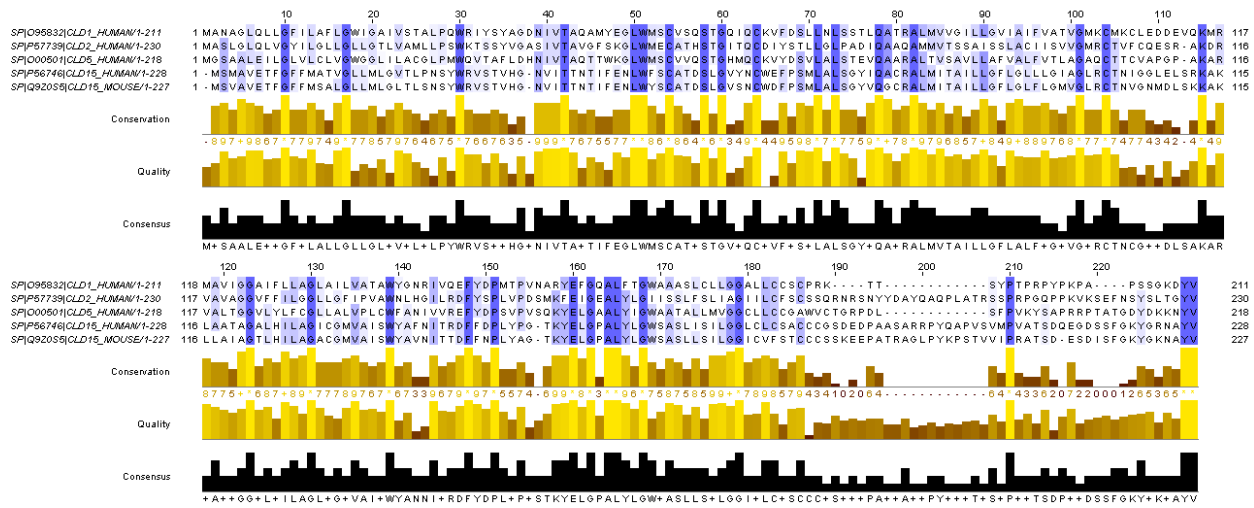 10 20 30 40 50 60 70 80 90 100 110
SP|O95832|CLD1_HUMAN/1-211 1 MANAGLQLLGFILAFLGWIGAIVSTALPQWRIYSYAGDNIVTAQAMYEGLWMSCVSQSTGQIQCKVFDSLLNLSSTLQATRALMVVGILLGVIAIFVATVGMKCMKCLEDDEVQKMR 117
SP|P57739|CLD2_HUMAN/1-230 1 MASLGLQLVGYILGLLGLLGTLVAMLLPSWKTSSYVGASIVTAVGFSKGLWMECATHSTGITQCDIYSTLLGLPADIQAAQAMMVTSSAISSLACIISVVGMRCTVFCQESR-AKDR 116
SP|O00501|CLD5_HUMAN/1-218 1 MGSAALEILGLVLCLVGWGGLILACGLPMWQVTAFLDHNIVTAQTTWKGLWMSCVVQSTGHMQCKVYDSVLALSTEVQAARALTVSAVLLAFVALFVTLAGAQCTTCVAPGP-AKAR 116
SP|P56746|CLD15_HUMAN/1-228 1 -MSMAVETFGFFMATVGLLMLGVTLPNSYWRVSTVHG-NVITTNTIFENLWFSCATDSLGVYNCWEFPSMLALSGYIQACRALMITAILLGFLGLLLGIAGLRCTNIGGLELSRKAK 115
SP|Q9Z0S5|CLD15_MOUSE/1-227 1 -MSVAVETFGFFMSALGLLMLGLTLSNSYWRVSTVHG-NVITTNTIFENLWYSCATDSLGVSNCWDFPSMLALSGYVQGCRALMITAILLGFLGLFLGMVGLRCTNVGNMDLSKKAK 115
Conservation
Quality
Consensus
M+SAALE++GF+LALLGLLGL+V+L+LPYWRVS++HG+NIVTA+TIFEGLWMSCAT+STGV+QC+VF+S+LALSGY+QA+RALMVTAILLGFLALF+G+VG+RCTNCG++DLSAKAR
120 130 140 150 160 170 180 190 200 210 220
SP|O95832|CLD1_HUMAN/1-211 118 MAVIGGAIFLLAGLAILVATAWYGNRIVQEFYDPMTPVNARYEFGQALFTGWAAASLCLLGGALLCCSCPRK---TT------------SYPTPRPYPKPA---PSSGKDYV 211
SP|P57739|CLD2_HUMAN/1-230 117 VAVAGGVFFILGGLLGFIPVAWNLHGILRDFYSPLVPDSMKFEIGEALYLGIISSLFSLIAGIILCFSCSSQRNRSNYYDAYQAQPLATRSSPRPGQPPKVKSEFNSYSLTGYV 230
SP|O00501|CLD5_HUMAN/1-218 117 VALTGGVLYLFCGLLALVPLCWFANIVVREFYDPSVPVSQKYELGAALYIGWAATALLMVGGCLLCCGAWVCTGRPD------------LSFPVKYSAPRRPTATGDYDKKNYV 218
SP|P56746|CLD15_HUMAN/1-228 116 LAATAGALHILAGICGMVAISWYAFNITRDFFDPLYPG-TKYELGPALYLGWSASLISILGGLCLCSACCCGSDEDPAASARRPYQAPVSVMPVATSDQEGDSSFGKYGRNAYV 228
SP|Q9Z0S5|CLD15_MOUSE/1-227 116 LLAIAGTLHILAGACGMVAISWYAVNITTDFFNPLYAG-TKYELGPALYLGWSASLLSILGGICVFSTCCCSSKEEPATRAGLPYKPSTVVIPRATSD-ESDISFGKYGKNAYV 227
Conservation
Quality
Consensus
+A++GG+L+ILAGL+G+VAI+WYANNI+RDFYDPL+P+STKYELGPALYLGW+ASLLS+LGGI+LC+SCCC+S+++PA++A++PY+++T+S+P++TSDP++DSSFGKY+K+AYV